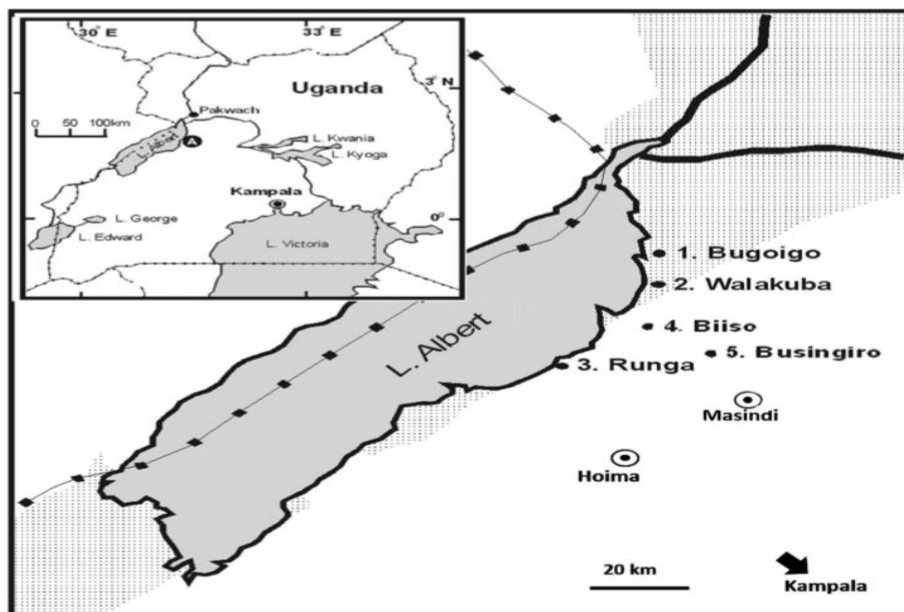 30° E
33°
Uganda
3° N
Pakwach
0 50 100km
L. Albert
A
L. Kwania
L. Kyoga
Kampala
0°
L. George
L. Edward
L. Victoria
1. Bugoigo
2. Walakuba
4. Biiso
L. Albert
5. Busingiro
3. Runga
Masindi
Hoima
20 km
Kampala